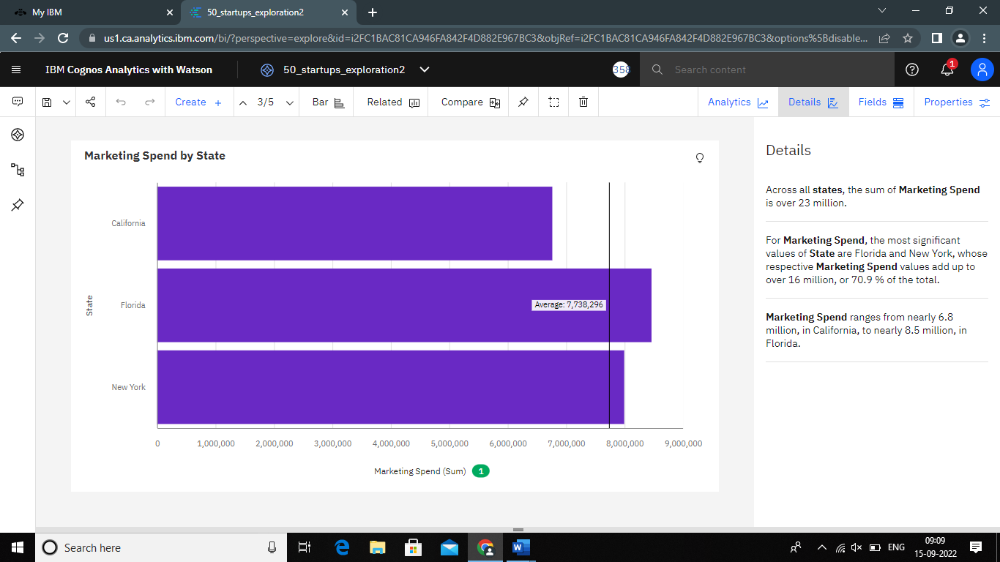 My IBM
50_startups_exploration2
us1.ca.analytics.ibm.com/bi/?perspective=explore&id=i2FC1BAC81CA946FA842F4D882E967BC3&objRef=i2FC1BAC81CA946FA842F4D882E967BC3&options%5Bdisable...
IBM Cognos Analytics with Watson
50_startups_exploration2
358
Search content
1
Create +
3/5
Bar
Related
Compare
Analytics
Details
Fields
Properties
Marketing Spend by State
State
California
Florida
New York
Average: 7,738,296
0 1,000,000 2,000,000 3,000,000 4,000,000 5,000,000 6,000,000 7,000,000 8,000,000 9,000,000
Marketing Spend (Sum) 1
Details
Across all states, the sum of Marketing Spend
is over 23 million.
For Marketing Spend, the most significant
values of State are Florida and New York, whose
respective Marketing Spend values add up to
over 16 million, or 70.9 % of the total.
Marketing Spend ranges from nearly 6.8
million, in California, to nearly 8.5 million, in
Florida.
Search here
W
ENG
09:09
15-09-2022